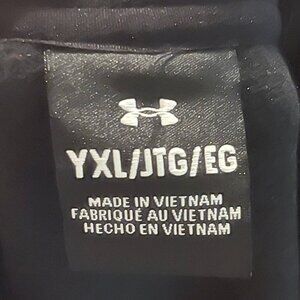 YXL/JTG/EG
MADE IN VIETNAM
FABRIQUÉ AU VIETNAM
HECHO EN VIETNAM